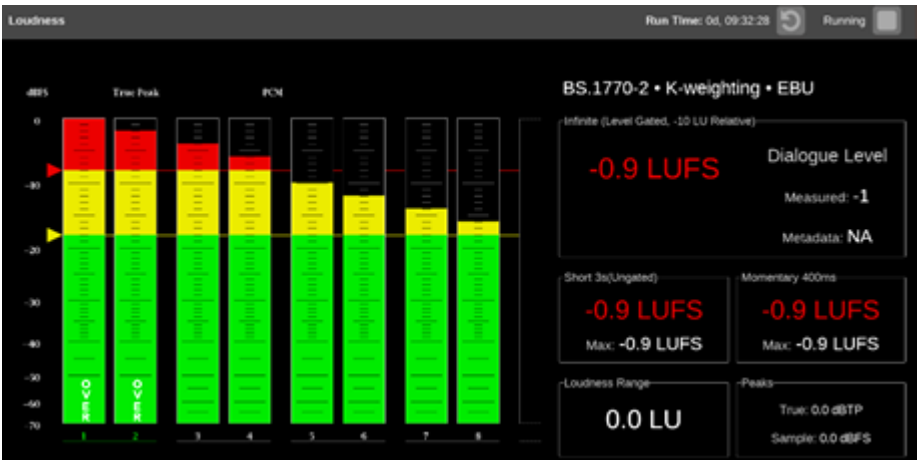 Loudness
Run Time: 0d, 09:32:28
Running
dBFS True Peak PCM
BS.1770-2 • K-weighting • EBU
Infinite (Level Gated, -10 LU Relative)
-0.9 LUFS
Dialogue Level
Measured: -1
Metadata: NA
Short 3s(Ungated)
-0.9 LUFS
Max: -0.9 LUFS
Momentary 400ms
-0.9 LUFS
Max: -0.9 LUFS
Loudness Range
0.0 LU
Peaks
True: 0.0 dBTP
Sample: 0.0 dBFS
0
-10
-20
-30
-40
-50
-60
-70
OVER
OVER
1 2 3 4 5 6 7 8